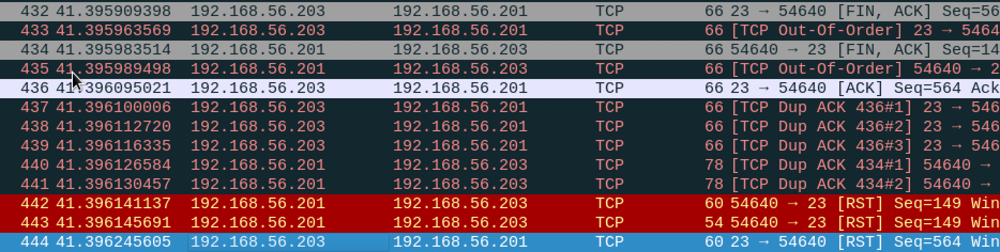 432 41.395909398 192.168.56.203 192.168.56.201 TCP 66 23 → 54640 [FIN, ACK] Seq=56
433 41.395963569 192.168.56.203 192.168.56.201 TCP 66 [TCP Out-Of-Order] 23 → 5464
434 41.395983514 192.168.56.201 192.168.56.203 TCP 66 54640 → 23 [FIN, ACK] Seq=14
435 41.395989498 192.168.56.201 192.168.56.203 TCP 66 [TCP Out-Of-Order] 54640 → 2
436 41.396095021 192.168.56.203 192.168.56.201 TCP 66 23 → 54640 [ACK] Seq=564 Ack
437 41.396100006 192.168.56.203 192.168.56.201 TCP 66 [TCP Dup ACK 436#1] 23 → 546
438 41.396112720 192.168.56.203 192.168.56.201 TCP 66 [TCP Dup ACK 436#2] 23 → 546
439 41.396116335 192.168.56.203 192.168.56.201 TCP 66 [TCP Dup ACK 436#3] 23 → 546
440 41.396126584 192.168.56.201 192.168.56.203 TCP 78 [TCP Dup ACK 434#1] 54640 →
441 41.396130457 192.168.56.201 192.168.56.203 TCP 78 [TCP Dup ACK 434#2] 54640 →
442 41.396141137 192.168.56.201 192.168.56.203 TCP 60 54640 → 23 [RST] Seq=149 Win
443 41.396145691 192.168.56.201 192.168.56.203 TCP 54 54640 → 23 [RST] Seq=149 Win
444 41.396245605 192.168.56.203 192.168.56.201 TCP 60 23 → 54640 [RST] Seq=564 Win